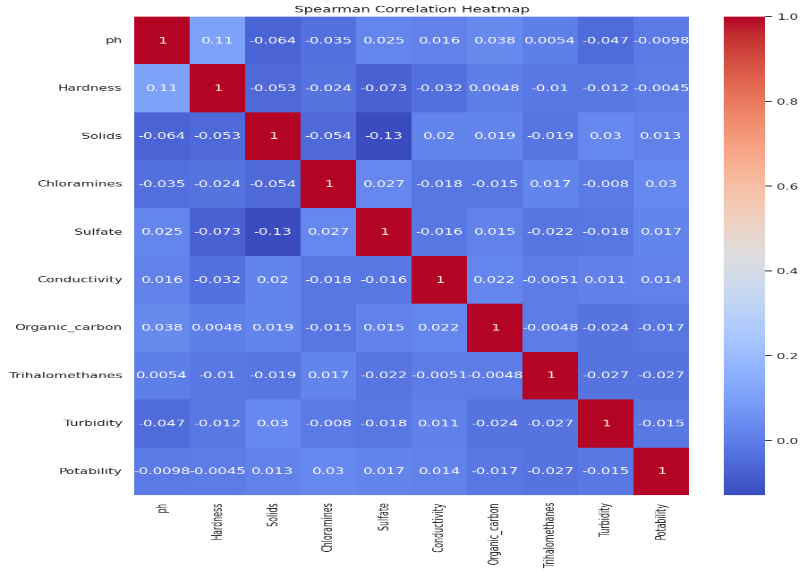 Spearman Correlation Heatmap
ph 1 0.11 -0.064 -0.035 0.025 0.016 0.038 0.0054 -0.047 -0.0098
Hardness 0.11 1 -0.053 -0.024 -0.073 -0.032 0.0048 -0.01 -0.012 -0.0045
Solids -0.064 -0.053 1 -0.054 -0.13 0.02 0.019 -0.019 0.03 0.013
Chloramines -0.035 -0.024 -0.054 1 0.027 -0.018 -0.015 0.017 -0.008 0.03
Sulfate 0.025 -0.073 -0.13 0.027 1 -0.016 0.015 -0.022 -0.018 0.017
Conductivity 0.016 -0.032 0.02 -0.018 -0.016 1 0.022 -0.0051 0.011 0.014
Organic_carbon 0.038 0.0048 0.019 -0.015 0.015 0.022 1 -0.0048 -0.024 -0.017
Trihalomethanes 0.0054 -0.01 -0.019 0.017 -0.022 -0.0051 -0.0048 1 -0.027 -0.027
Turbidity -0.047 -0.012 0.03 -0.008 -0.018 0.011 -0.024 -0.027 1 -0.015
Potability -0.0098 -0.0045 0.013 0.03 0.017 0.014 -0.017 -0.027 -0.015 1
ph Hardness Solids Chloramines Sulfate Conductivity Organic_carbon Trihalomethanes Turbidity Potability
1.0
0.8
0.6
0.4
0.2
0.0